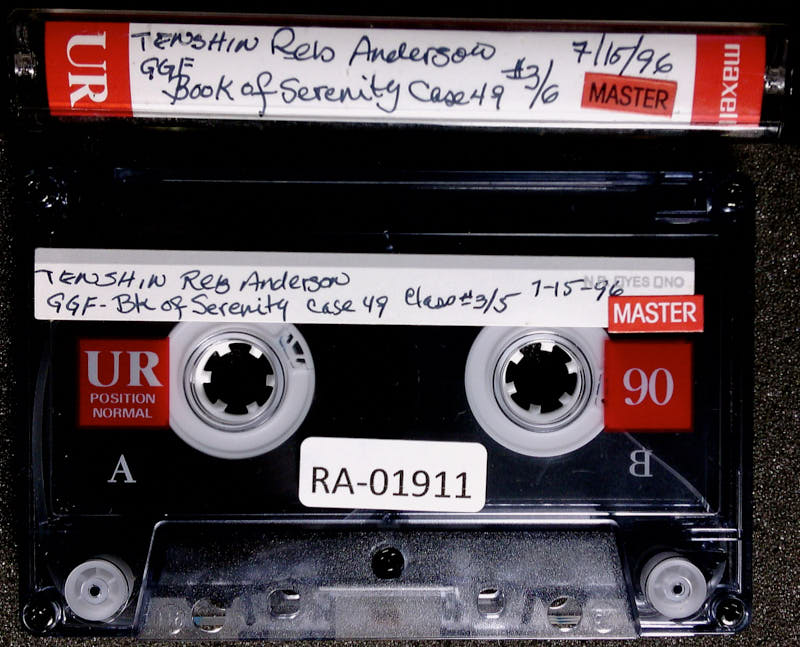 UR
TENSHIN Reb Anderson 7/15/96
GGF #3/6
Book of Serenity Case 49
MASTER
maxell
TENSHIN Reb Anderson 7-15-96
N.R. YES NO
GGF - Bk of Serenity Case 49 Class #3/5
MASTER
UR
POSITION
NORMAL
90
A
B
RA-01911